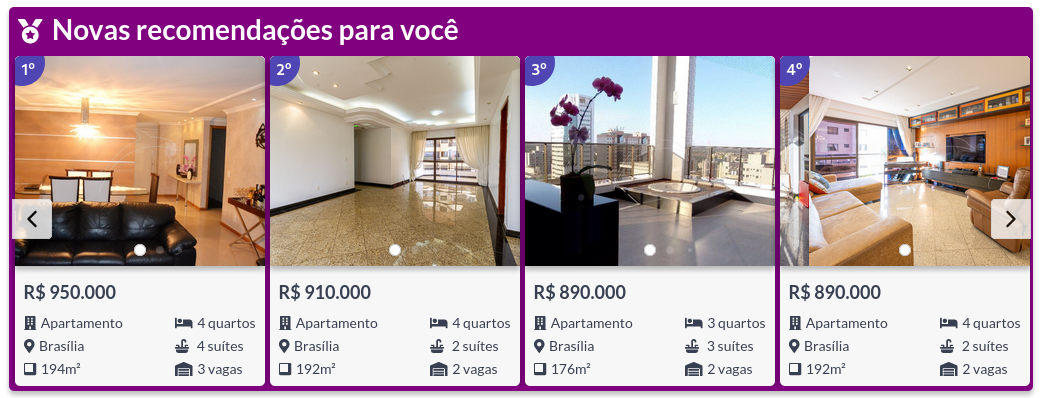 Novas recomendações para você
1º
2º
3º
4º
R$ 950.000
Apartamento
4 quartos
Brasília
4 suítes
194m²
3 vagas
R$ 910.000
Apartamento
4 quartos
Brasília
2 suítes
192m²
2 vagas
R$ 890.000
Apartamento
3 quartos
Brasília
3 suítes
176m²
2 vagas
R$ 890.000
Apartamento
4 quartos
Brasília
2 suítes
192m²
2 vagas